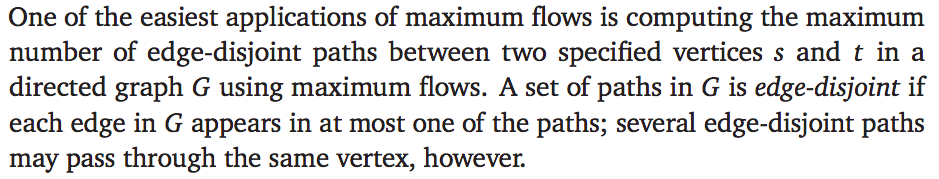 One of the easiest applications of maximum flows is computing the maximum
number of edge-disjoint paths between two specified vertices s and t in a
directed graph G using maximum flows. A set of paths in G is edge-disjoint if
each edge in G appears in at most one of the paths; several edge-disjoint paths
may pass through the same vertex, however.